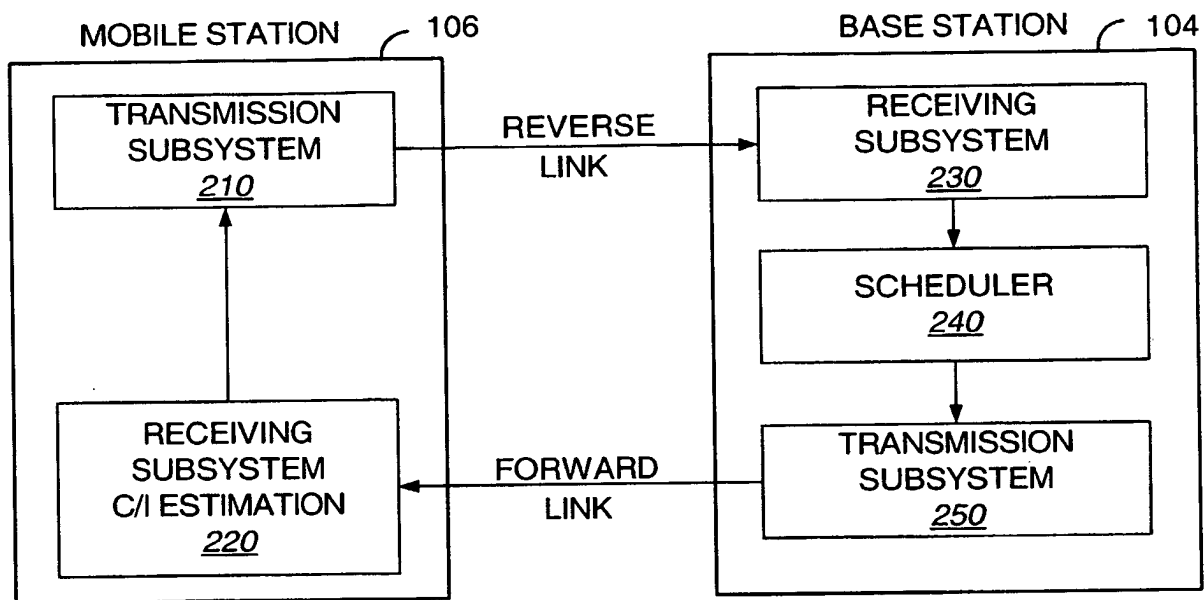 MOBILE STATION
106
TRANSMISSION
SUBSYSTEM
210
RECEIVING
SUBSYSTEM
C/I ESTIMATION
220
REVERSE
LINK
FORWARD
LINK
BASE STATION
104
RECEIVING
SUBSYSTEM
230
SCHEDULER
240
TRANSMISSION
SUBSYSTEM
250